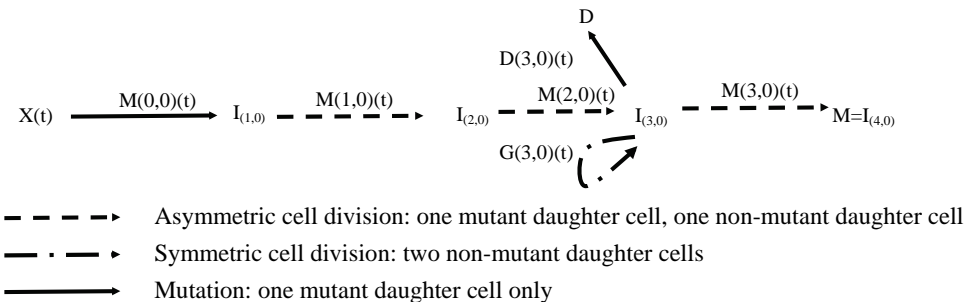 D
D(3,0)(t)
X(t) M(0,0)(t) I(1,0) M(1,0)(t) I(2,0) M(2,0)(t) I(3,0) M(3,0)(t) M=I(4,0)
G(3,0)(t)
Asymmetric cell division: one mutant daughter cell, one non-mutant daughter cell
Symmetric cell division: two non-mutant daughter cells
Mutation: one mutant daughter cell only